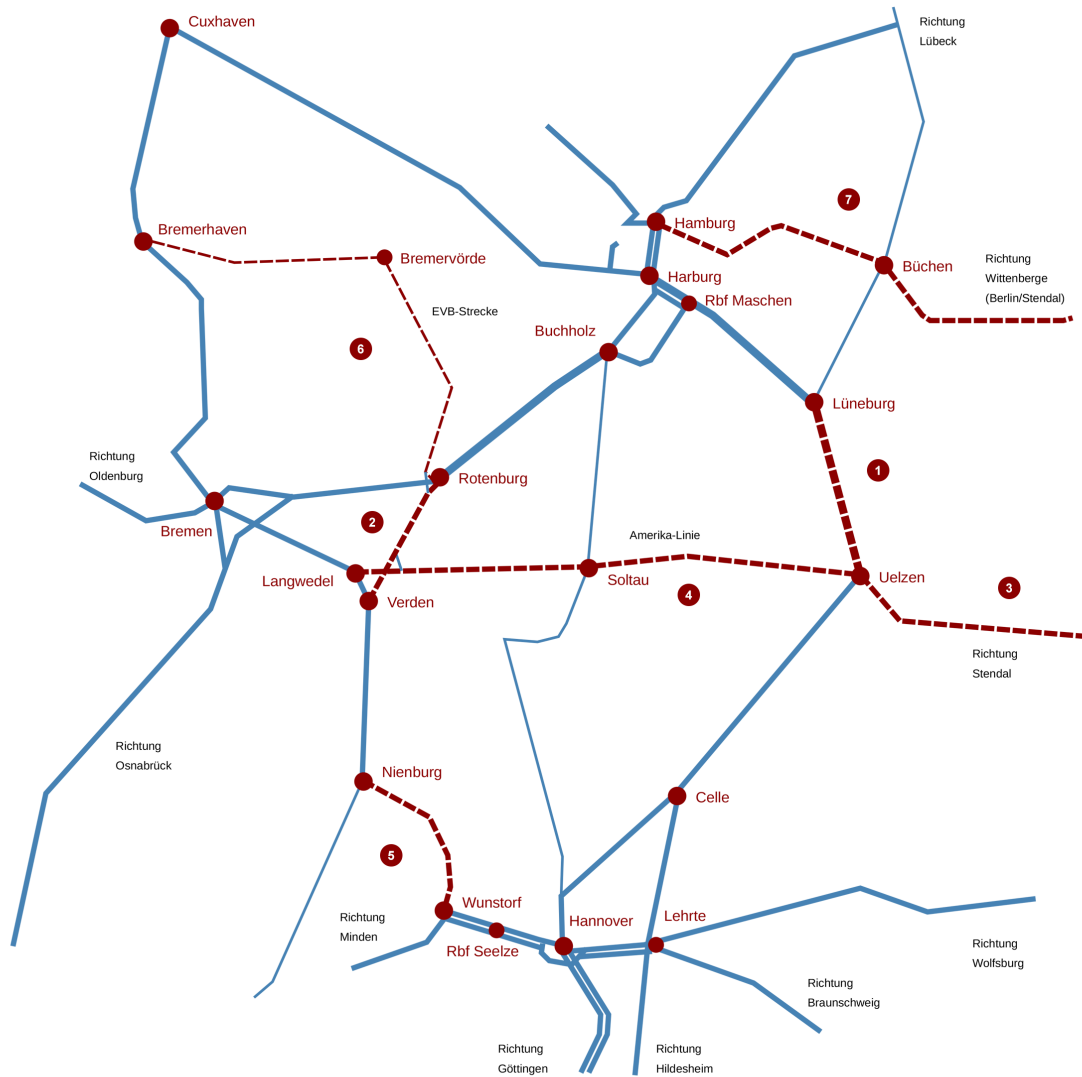 Cuxhaven
Richtung
Lübeck
7
Hamburg
Bremerhaven
Bremervörde
Büchen
Richtung
Wittenberge
(Berlin/Stendal)
Harburg
Rbf Maschen
EVB-Strecke
Buchholz
6
Lüneburg
Richtung
Oldenburg
1
Rotenburg
2
Bremen
Amerika-Linie
Langwedel
Soltau
Uelzen
3
4
Verden
Richtung
Stendal
Richtung
Osnabrück
Nienburg
Celle
5
Wunstorf
Richtung
Minden
Hannover
Lehrte
Rbf Seelze
Richtung
Wolfsburg
Richtung
Braunschweig
Richtung
Göttingen
Richtung
Hildesheim